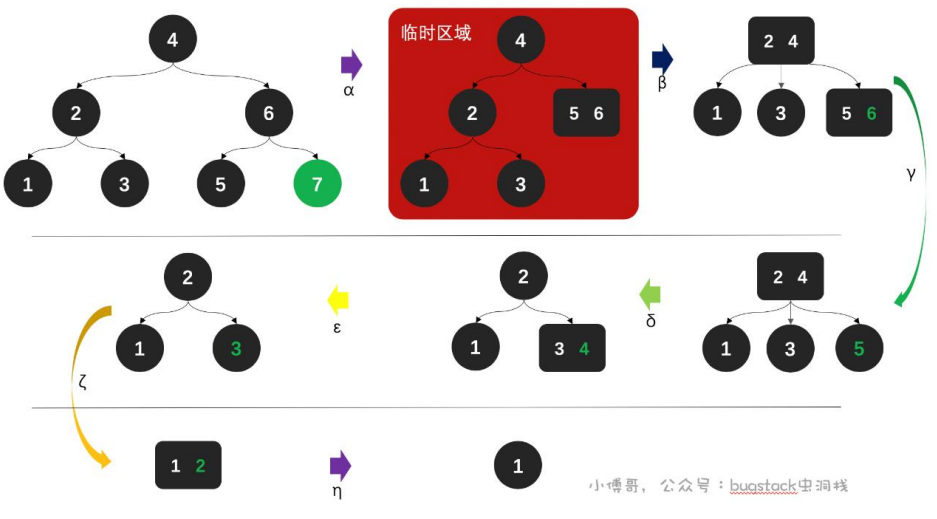 4
2 6
1 3 5 7
α
临时区域
4
2 5 6
1 3
β
2 4
1 3 5 6
γ
2 4
1 3 5
δ
2
1 3 4
ε
2
1 3
ζ
1 2
η
1
小傅哥，公众号：bugstack虫洞栈